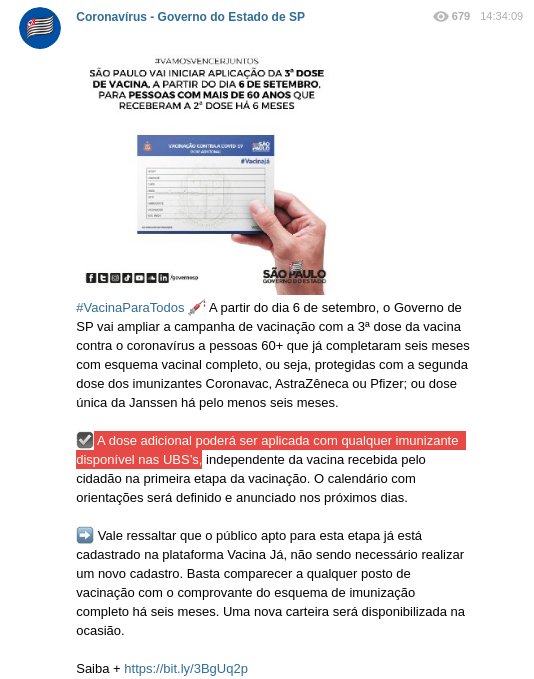 Coronavírus - Governo do Estado de SP
679 14:34:09
#VAMOSVENCERJUNTOS
SÃO PAULO VAI INICIAR APLICAÇÃO DA 3ª DOSE
DE VACINA, A PARTIR DO DIA 6 DE SETEMBRO,
PARA PESSOAS COM MAIS DE 60 ANOS QUE
RECEBERAM A 2ª DOSE HÁ 6 MESES
VACINAÇÃO CONTRA A COVID-19
DOSE ADICIONAL
SÃO PAULO
#VacinaJá
/governosp
SÃO PAULO
GOVERNO DO ESTADO
#VacinaParaTodos 💉 A partir do dia 6 de setembro, o Governo de
SP vai ampliar a campanha de vacinação com a 3ª dose da vacina
contra o coronavírus a pessoas 60+ que já completaram seis meses
com esquema vacinal completo, ou seja, protegidas com a segunda
dose dos imunizantes Coronavac, AstraZêneca ou Pfizer; ou dose
única da Janssen há pelo menos seis meses.
☑️ A dose adicional poderá ser aplicada com qualquer imunizante
disponível nas UBS's, independente da vacina recebida pelo
cidadão na primeira etapa da vacinação. O calendário com
orientações será definido e anunciado nos próximos dias.
➡️ Vale ressaltar que o público apto para esta etapa já está
cadastrado na plataforma Vacina Já, não sendo necessário realizar
um novo cadastro. Basta comparecer a qualquer posto de
vacinação com o comprovante do esquema de imunização
completo há seis meses. Uma nova carteira será disponibilizada na
ocasião.
Saiba + https://bit.ly/3BgUq2p